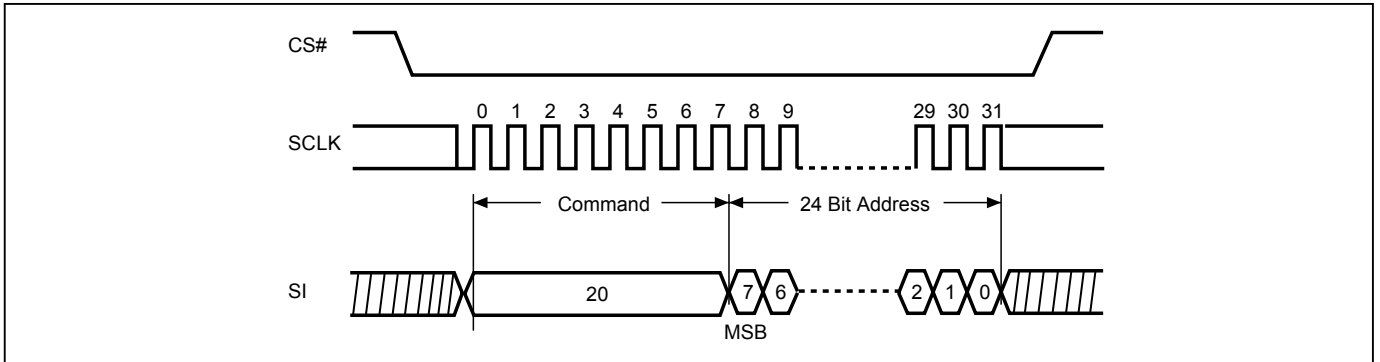 CS#
0 1 2 3 4 5 6 7 8 9 29 30 31
SCLK
Command 24 Bit Address
SI 20 7 6 2 1 0
MSB